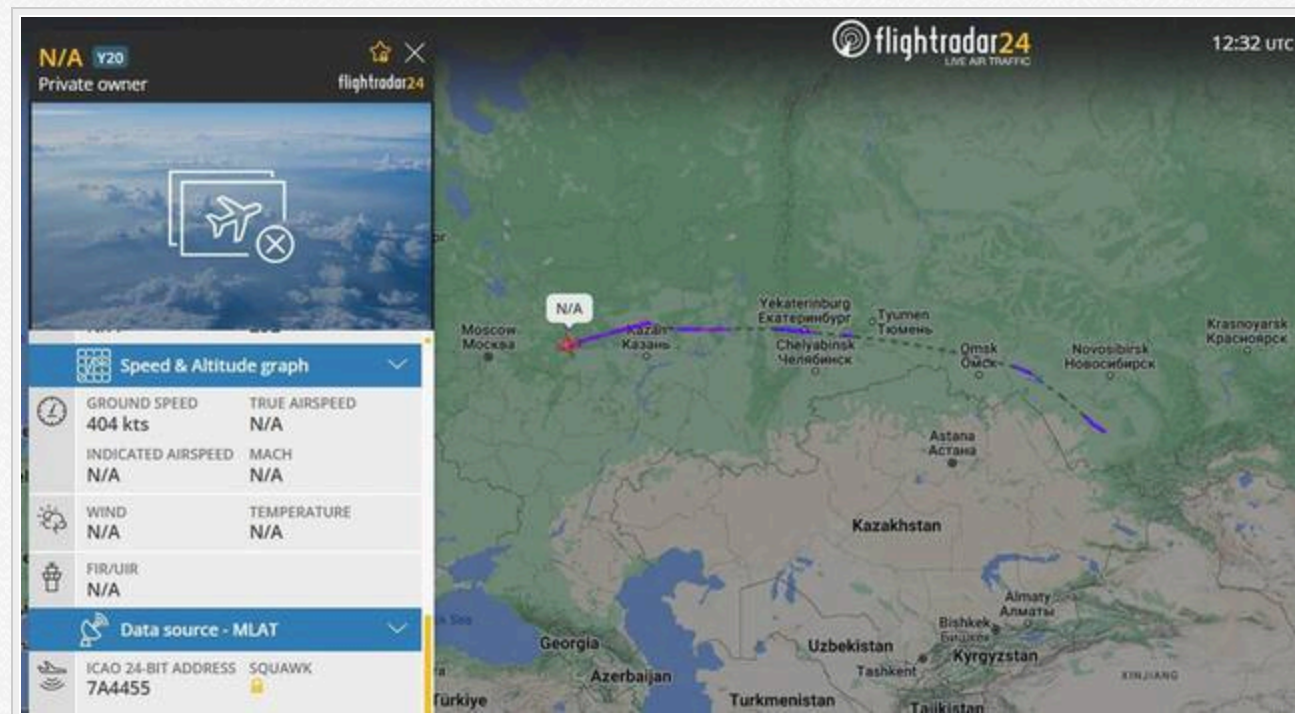 N/A Y20
Private owner
flightradar24
flightradar24
LIVE AIR TRAFFIC
12:32 UTC
Speed & Altitude graph
GROUND SPEED TRUE AIRSPEED
404 kts N/A
INDICATED AIRSPEED MACH
N/A N/A
WIND TEMPERATURE
N/A N/A
FIR/UIR
N/A
Data source - MLAT
ICAO 24-BIT ADDRESS SQUAWK
7A4455
N/A
Moscow
Москва
Kazan
Казань
Yekaterinburg
Екатеринбург
Tyumen
Тюмень
Chelyabinsk
Челябинск
Omsk
Омск
Novosibirsk
Новосибирск
Krasnoyarsk
Красноярск
Astana
Астана
Kazakhstan
Almaty
Алматы
Bishkek
Бишкек
Kyrgyzstan
Uzbekistan
Tashkent
Georgia
Azerbaijan
Türkiye
Turkmenistan
Tajikistan
XINJIANG